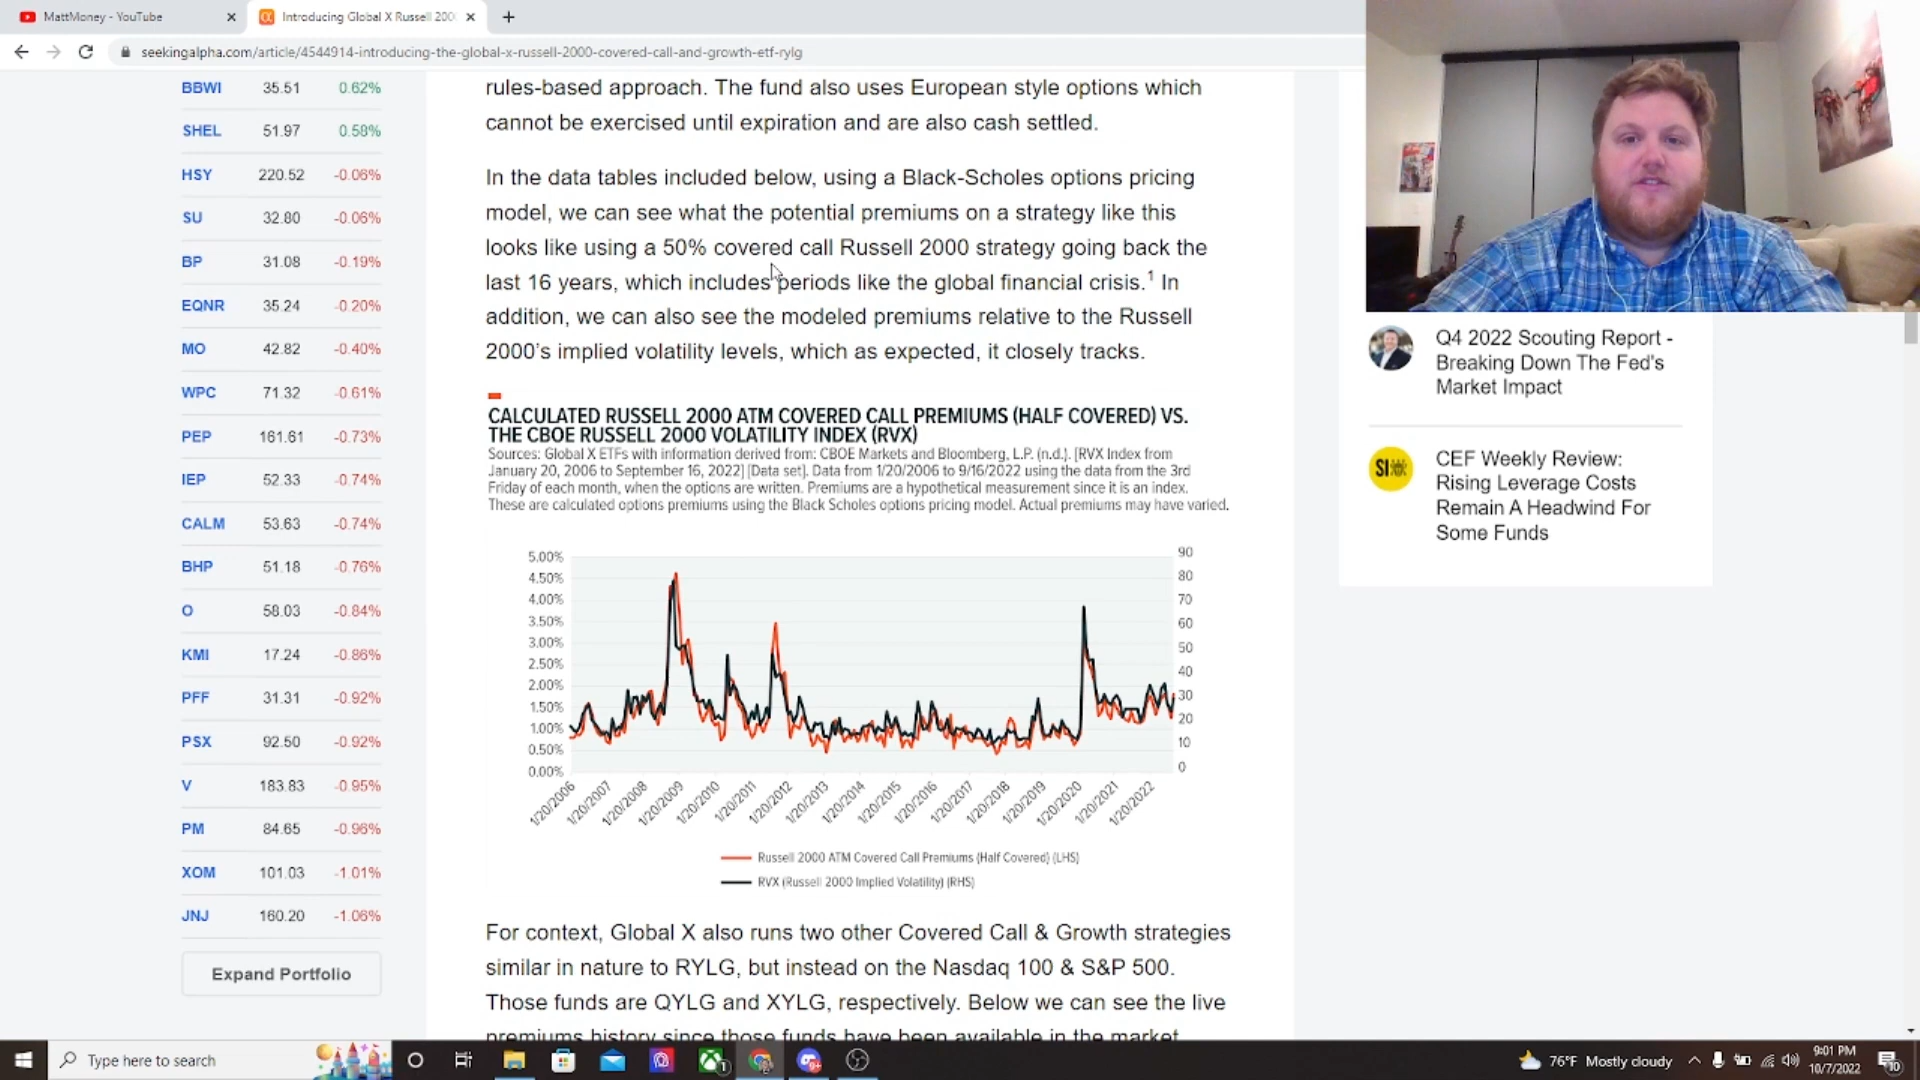 MattMoney - YouTube
Introducing Global X Russell 200
seekingalpha.com/article/4544914-introducing-the-global-x-russell-2000-covered-call-and-growth-etf-rylg
BBWI 35.51 0.62%
SHEL 51.97 0.58%
HSY 220.52 -0.06%
SU 32.80 -0.06%
BP 31.08 -0.19%
EQNR 35.24 -0.20%
MO 42.82 -0.40%
WPC 71.32 -0.61%
PEP 161.61 -0.73%
IEP 52.33 -0.74%
CALM 53.63 -0.74%
BHP 51.18 -0.76%
O 58.03 -0.84%
KMI 17.24 -0.86%
PFF 31.31 -0.92%
PSX 92.50 -0.92%
V 183.83 -0.95%
PM 84.65 -0.96%
XOM 101.03 -1.01%
JNJ 160.20 -1.06%
Expand Portfolio
rules-based approach. The fund also uses European style options which
cannot be exercised until expiration and are also cash settled.
In the data tables included below, using a Black-Scholes options pricing
model, we can see what the potential premiums on a strategy like this
looks like using a 50% covered call Russell 2000 strategy going back the
last 16 years, which includes periods like the global financial crisis.1 In
addition, we can also see the modeled premiums relative to the Russell
2000's implied volatility levels, which as expected, it closely tracks.
CALCULATED RUSSELL 2000 ATM COVERED CALL PREMIUMS (HALF COVERED) VS.
THE CBOE RUSSELL 2000 VOLATILITY INDEX (RVX)
Sources: Global X ETFs with information derived from: CBOE Markets and Bloomberg, L.P. (n.d.). [RVX Index from
January 20, 2006 to September 16, 2022] [Data set]. Data from 1/20/2006 to 9/16/2022 using the data from the 3rd
Friday of each month, when the options are written. Premiums are a hypothetical measurement since it is an index.
These are calculated options premiums using the Black Scholes options pricing model. Actual premiums may have varied.
5.00%
4.50%
4.00%
3.50%
3.00%
2.50%
2.00%
1.50%
1.00%
0.50%
0.00%
90
80
70
60
50
40
30
20
10
0
1/20/2006 1/20/2007 1/20/2008 1/20/2009 1/20/2010 1/20/2011 1/20/2012 1/20/2013 1/20/2014 1/20/2015 1/20/2016 1/20/2017 1/20/2018 1/20/2019 1/20/2020 1/20/2021 1/20/2022
Russell 2000 ATM Covered Call Premiums (Half Covered) (LHS)
RVX (Russell 2000 Implied Volatility) (RHS)
For context, Global X also runs two other Covered Call & Growth strategies
similar in nature to RYLG, but instead on the Nasdaq 100 & S&P 500.
Those funds are QYLG and XYLG, respectively. Below we can see the live
premiums history since those funds have been available in the market
Q4 2022 Scouting Report -
Breaking Down The Fed's
Market Impact
SI
CEF Weekly Review:
Rising Leverage Costs
Remain A Headwind For
Some Funds
Type here to search
76°F Mostly cloudy
9:01 PM
10/7/2022